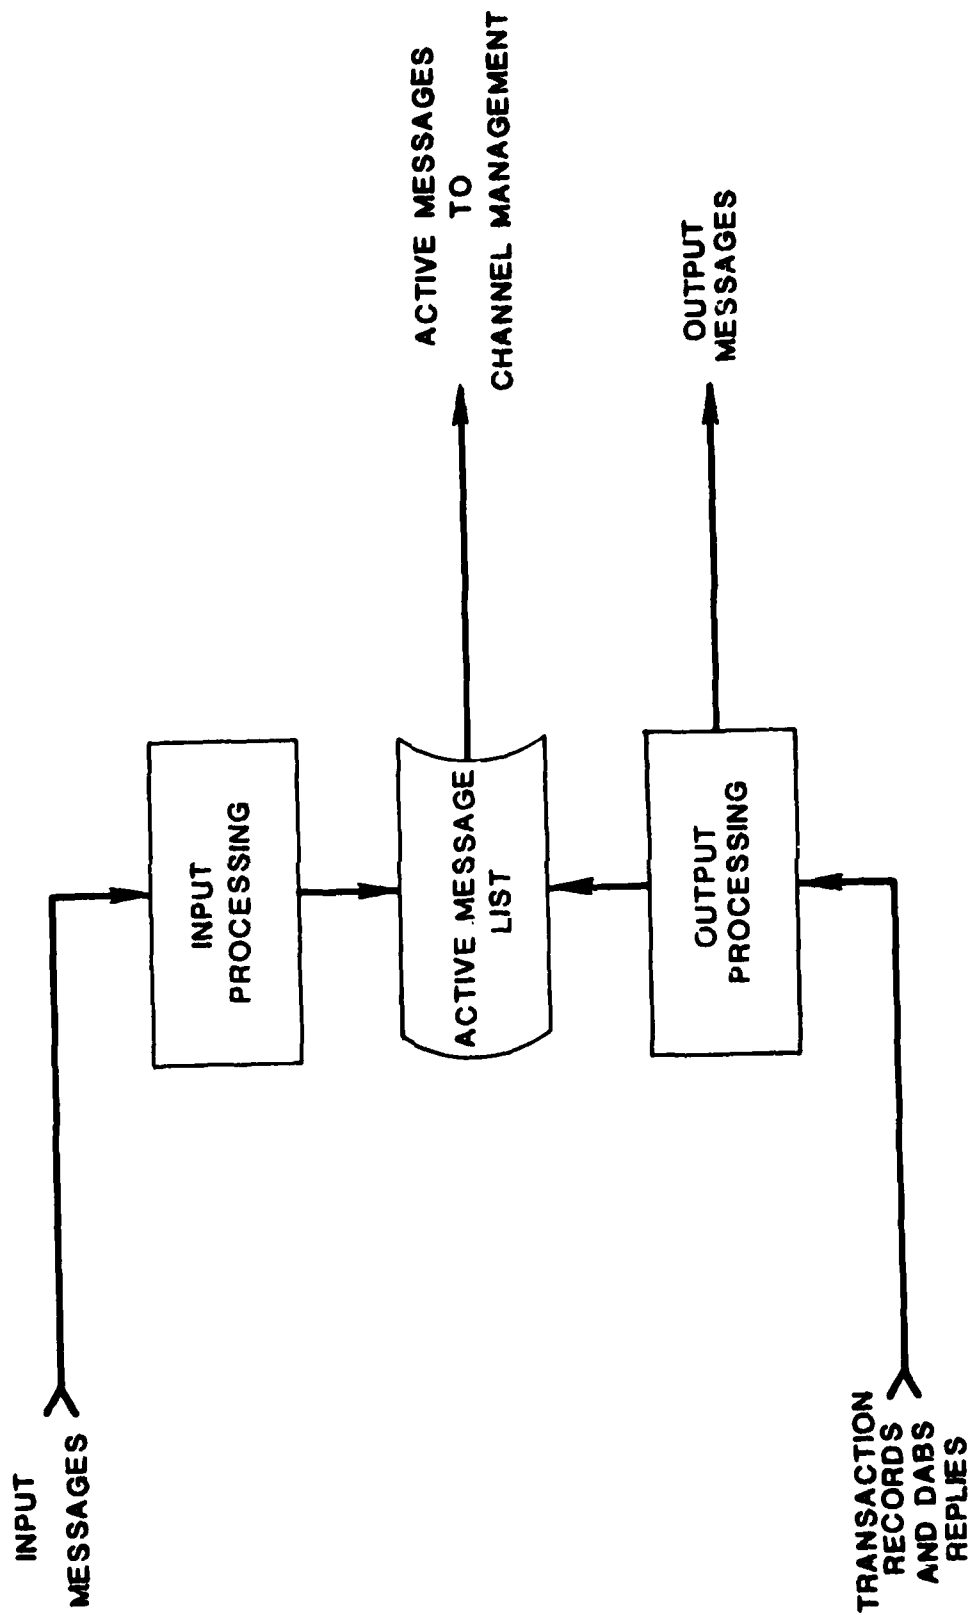 INPUT
MESSAGES
INPUT
PROCESSING
ACTIVE MESSAGE
LIST
ACTIVE MESSAGES
TO
CHANNEL MANAGEMENT
OUTPUT
PROCESSING
OUTPUT
MESSAGES
TRANSACTION
RECORDS
AND DABS
REPLIES